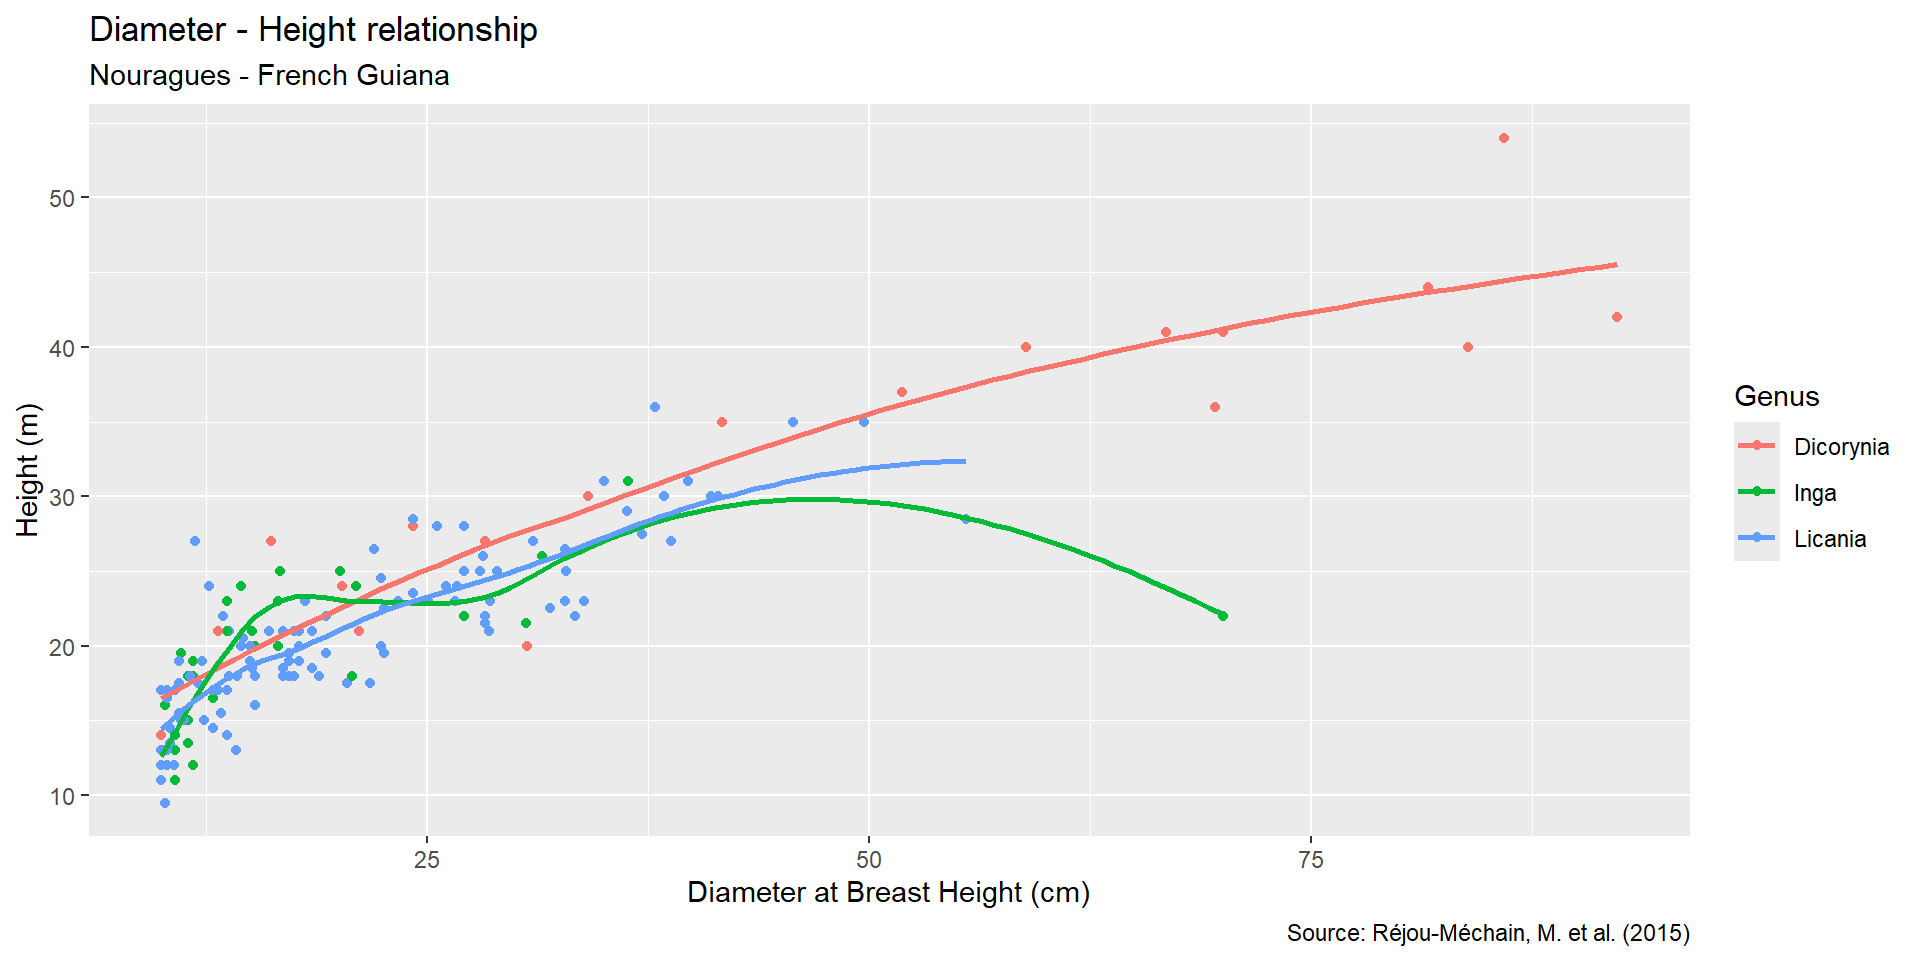 Diameter - Height relationship
Nouragues - French Guiana
Height (m)
50
40
30
20
10
25
50
75
Diameter at Breast Height (cm)
Genus
Dicorynia
Inga
Licania
Source: Réjou-Méchain, M. et al. (2015)